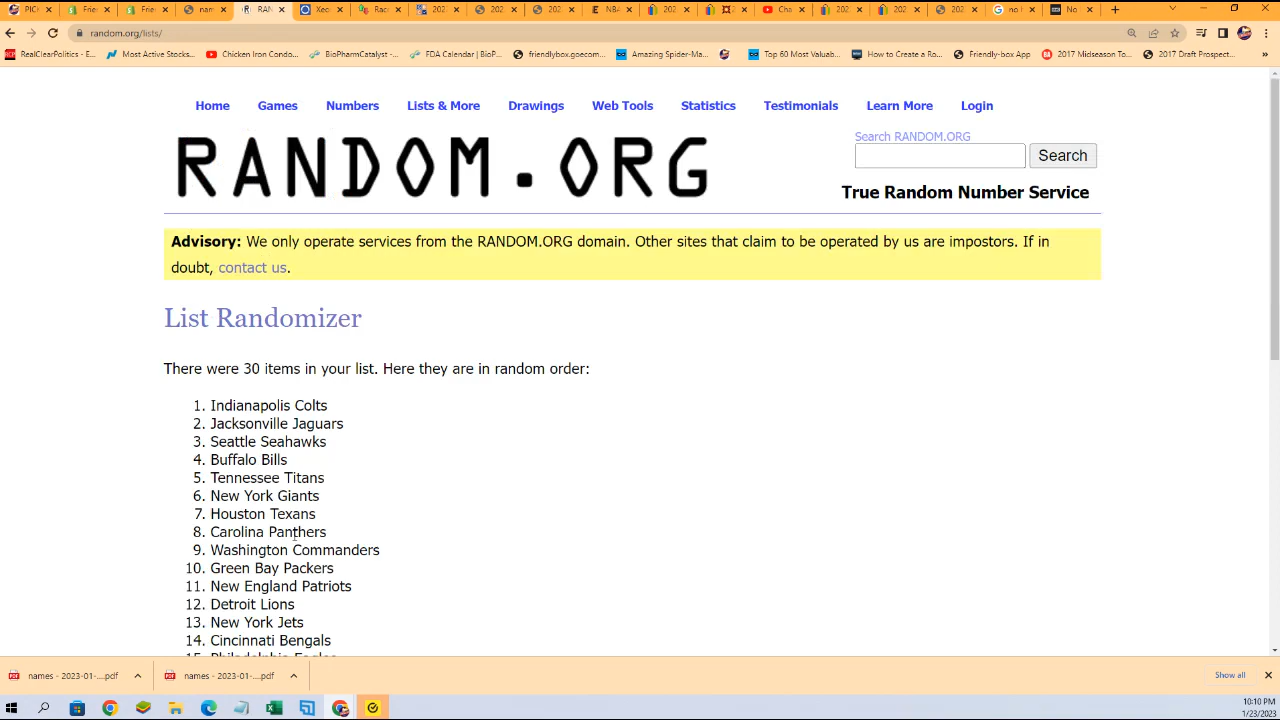 random.org/lists/
RealClearPolitics - E...
Most Active Stocks...
Chicken Iron Condo...
BioPharmCatalyst -...
FDA Calendar | BioP...
friendlybox.goecom...
Amazing Spider-Ma...
Top 60 Most Valuab...
How to Create a Ro...
Friendly-box App
2017 Midseason To...
2017 Draft Prospect...
Home
Games
Numbers
Lists & More
Drawings
Web Tools
Statistics
Testimonials
Learn More
Login
RANDOM.ORG
Search RANDOM.ORG
Search
True Random Number Service
Advisory: We only operate services from the RANDOM.ORG domain. Other sites that claim to be operated by us are impostors. If in
doubt, contact us.
List Randomizer
There were 30 items in your list. Here they are in random order:
1. Indianapolis Colts
2. Jacksonville Jaguars
3. Seattle Seahawks
4. Buffalo Bills
5. Tennessee Titans
6. New York Giants
7. Houston Texans
8. Carolina Panthers
9. Washington Commanders
10. Green Bay Packers
11. New England Patriots
12. Detroit Lions
13. New York Jets
14. Cincinnati Bengals
15. Philadelphia Eagles
names - 2023-01-....pdf
names - 2023-01-....pdf
Show all
10:10 PM
1/23/2023